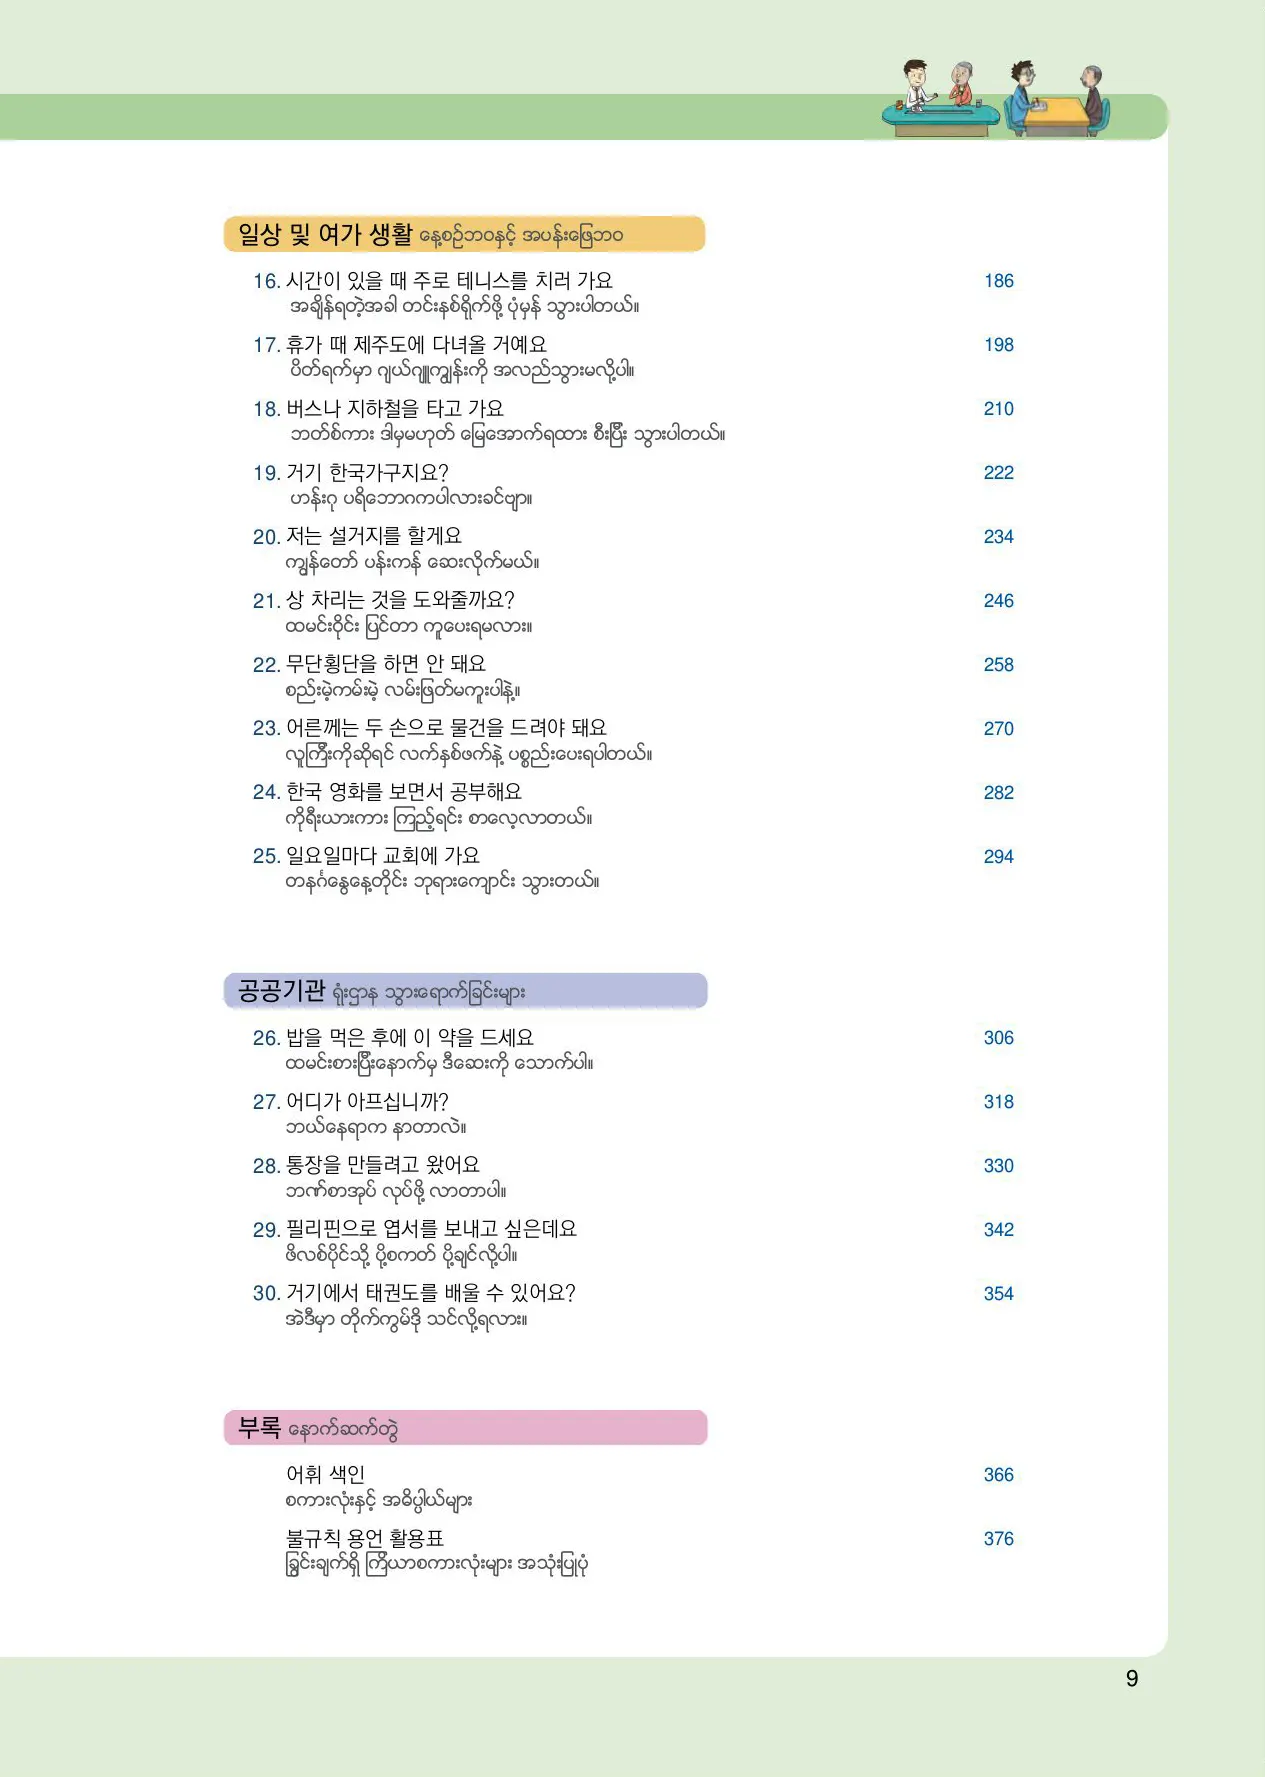 일상 및 여가 생활 နေ့စဉ်ဘဝနှင့် အပန်းဖြေဘဝ
16. 시간이 있을 때 주로 테니스를 치러 가요 186
အချိန်ရတဲ့အခါ တင်းနစ်ရိုက်ဖို့ ပုံမှန် သွားပါတယ်။
17. 휴가 때 제주도에 다녀올 거예요 198
ပိတ်ရက်မှာ ဂျယ်ဂျူကျွန်းကို အလည်သွားမလို့ပါ။
18. 버스나 지하철을 타고 가요 210
ဘတ်စ်ကား ဒါမှမဟုတ် မြေအောက်ရထား စီးပြီး သွားပါတယ်။
19. 거기 한국가구지요? 222
ဟန်းဂု ပရိဘောဂကပါလားခင်ဗျာ။
20. 저는 설거지를 할게요 234
ကျွန်တော် ပန်းကန် ဆေးလိုက်မယ်။
21. 상 차리는 것을 도와줄까요? 246
ထမင်းဝိုင်း ပြင်တာ ကူပေးရမလား။
22. 무단횡단을 하면 안 돼요 258
စည်းမဲ့ကမ်းမဲ့ လမ်းဖြတ်မကူးပါနဲ့။
23. 어른께는 두 손으로 물건을 드려야 돼요 270
လူကြီးကိုဆိုရင် လက်နှစ်ဖက်နဲ့ ပစ္စည်းပေးရပါတယ်။
24. 한국 영화를 보면서 공부해요 282
ကိုရီးယားကား ကြည့်ရင်း စာလေ့လာတယ်။
25. 일요일마다 교회에 가요 294
တနင်္ဂနွေနေ့တိုင်း ဘုရားကျောင်း သွားတယ်။
공공기관 ရုံးဌာန သွားရောက်ခြင်းများ
26. 밥을 먹은 후에 이 약을 드세요 306
ထမင်းစားပြီးနောက်မှ ဒီဆေးကို သောက်ပါ။
27. 어디가 아프십니까? 318
ဘယ်နေရာက နာတာလဲ။
28. 통장을 만들려고 왔어요 330
ဘဏ်စာအုပ် လုပ်ဖို့ လာတာပါ။
29. 필리핀으로 엽서를 보내고 싶은데요 342
ဖိလစ်ပိုင်သို့ ပို့စကတ် ပို့ချင်လို့ပါ။
30. 거기에서 태권도를 배울 수 있어요? 354
အဲဒီမှာ တိုက်ကွမ်ဒို သင်လို့ရလား။
부록 နောက်ဆက်တွဲ
어휘 색인 366
စကားလုံးနှင့် အဓိပ္ပါယ်များ
불규칙 용언 활용표 376
ခြွင်းချက်ရှိ ကြိယာစကားလုံးများ အသုံးပြုပုံ
9